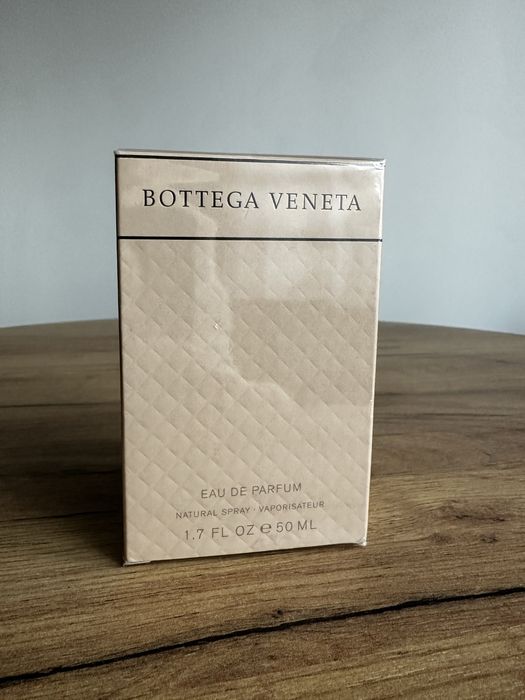 BOTTEGA VENETA
EAU DE PARFUM
NATURAL SPRAY · VAPORISATEUR
1.7 FL OZ ℮ 50 ML